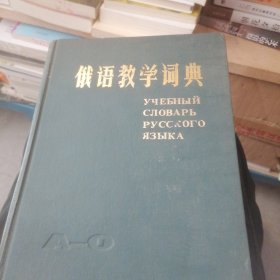 俄语教学词典
УЧЕБНЫЙ
СЛОВАРЬ
РУССКОГО
ЯЗЫКА
А—О